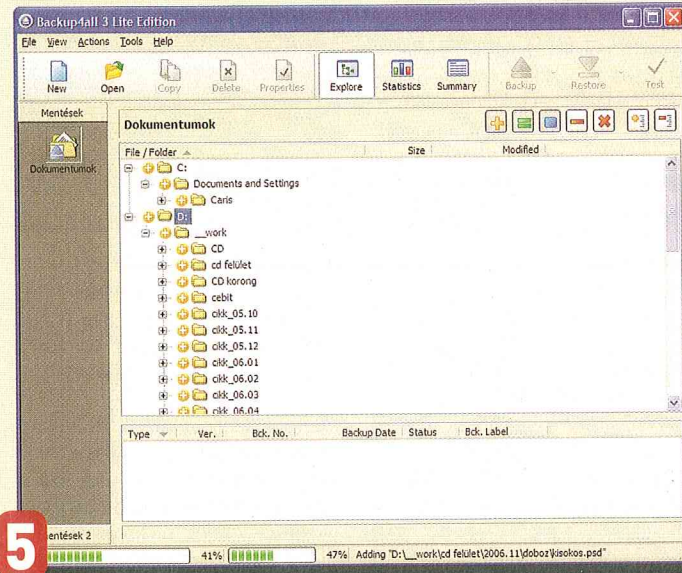 Backup4all 3 Lite Edition
File View Actions Tools Help
New Open Copy Delete Properties Explore Statistics Summary Backup Restore Test
Mentések
Dokumentumok
Dokumentumok
File / Folder Size Modified
C:
Documents and Settings
Caris
D:
__work
CD
cd felület
CD korong
cebit
cikk_05.10
cikk_05.11
cikk_05.12
cikk_06.01
cikk_06.02
cikk_06.03
cikk_06.04
Type Ver. Bck. No. Backup Date Status Bck. Label
entések 2
5
41% 47% Adding "D:\__work\cd felület\2006.11\doboz\kisokos.psd"